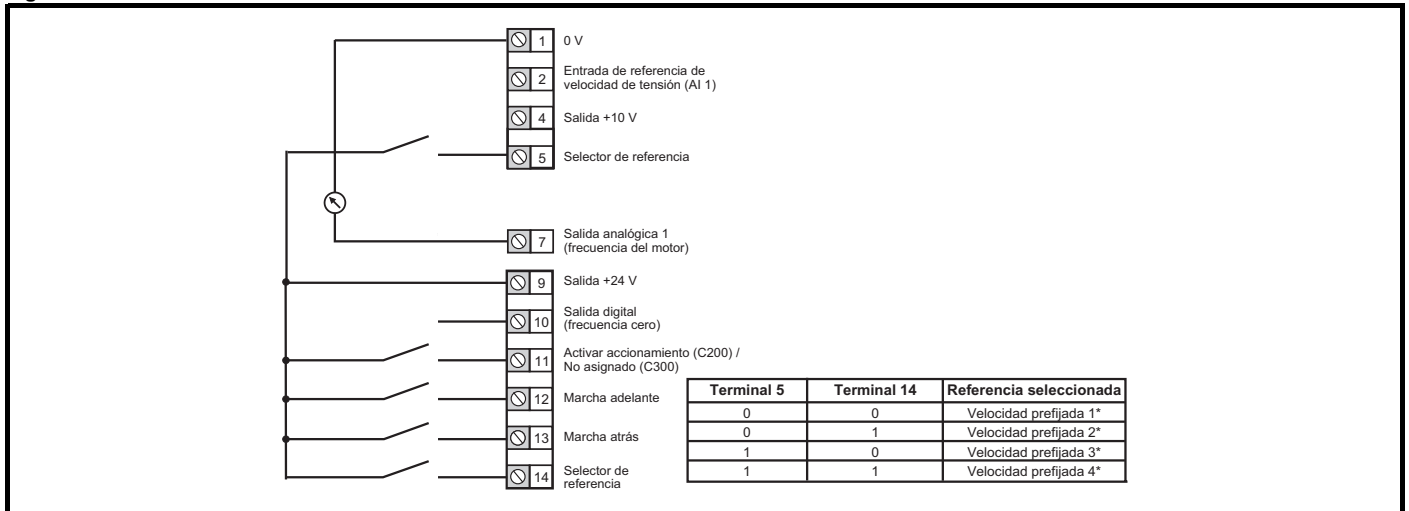 1 0 V
2 Entrada de referencia de
velocidad de tensión (AI 1)
4 Salida +10 V
5 Selector de referencia
7 Salida analógica 1
(frecuencia del motor)
9 Salida +24 V
10 Salida digital
(frecuencia cero)
11 Activar accionamiento (C200) /
No asignado (C300)
12 Marcha adelante
13 Marcha atrás
14 Selector de
referencia
Terminal 5 Terminal 14 Referencia seleccionada
0 0 Velocidad prefijada 1*
0 1 Velocidad prefijada 2*
1 0 Velocidad prefijada 3*
1 1 Velocidad prefijada 4*